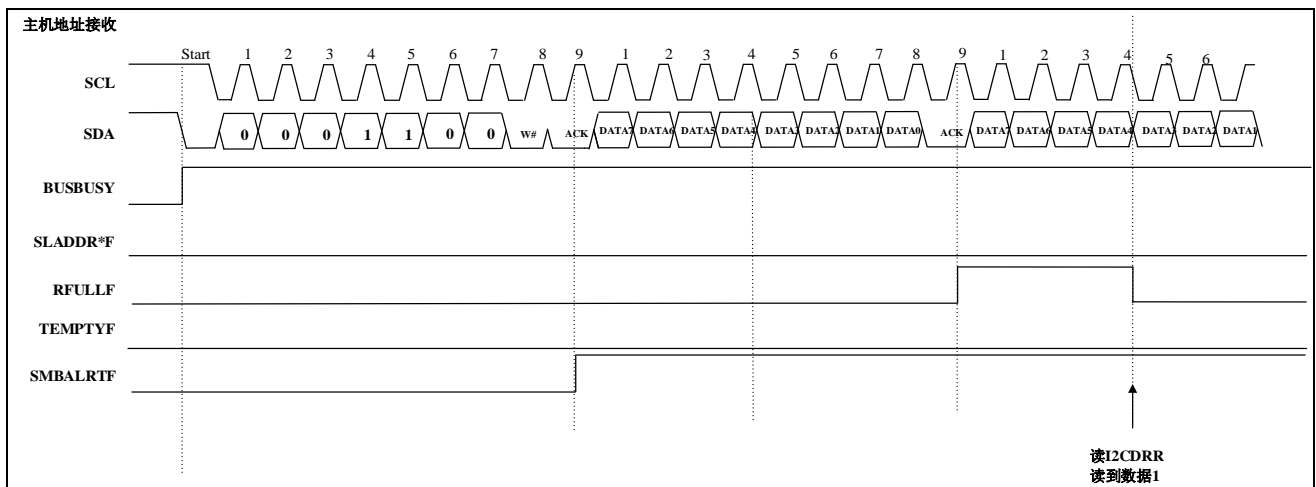 主机地址接收
Start 1 2 3 4 5 6 7 8 9 1 2 3 4 5 6 7 8 9 1 2 3 4 5 6
SCL
SDA 0 0 0 1 1 0 0 W# ACK DATA7 DATA6 DATA5 DATA4 DATA3 DATA2 DATA1 DATA0 ACK DATA7 DATA6 DATA5 DATA4 DATA3 DATA2 DATA1
BUSBUSY
SLADDR*F
RFULLF
TEMPTYF
SMBALRTF
读I2CDRR
读到数据1